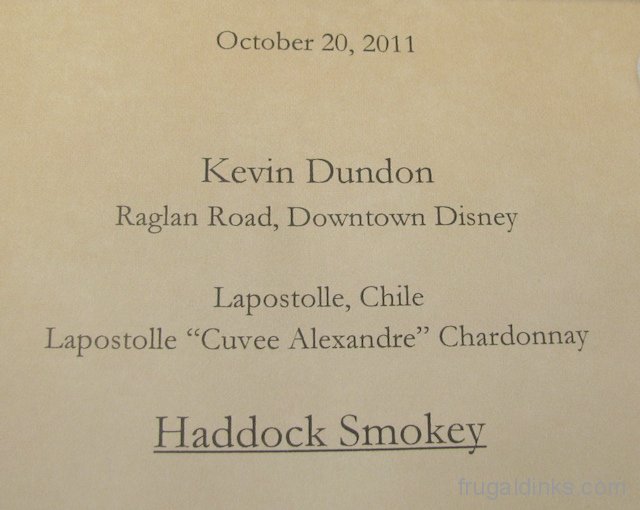 October 20, 2011
Kevin Dundon
Raglan Road, Downtown Disney
Lapostolle, Chile
Lapostolle “Cuvee Alexandre” Chardonnay
Haddock Smokey
frugaldinks.com